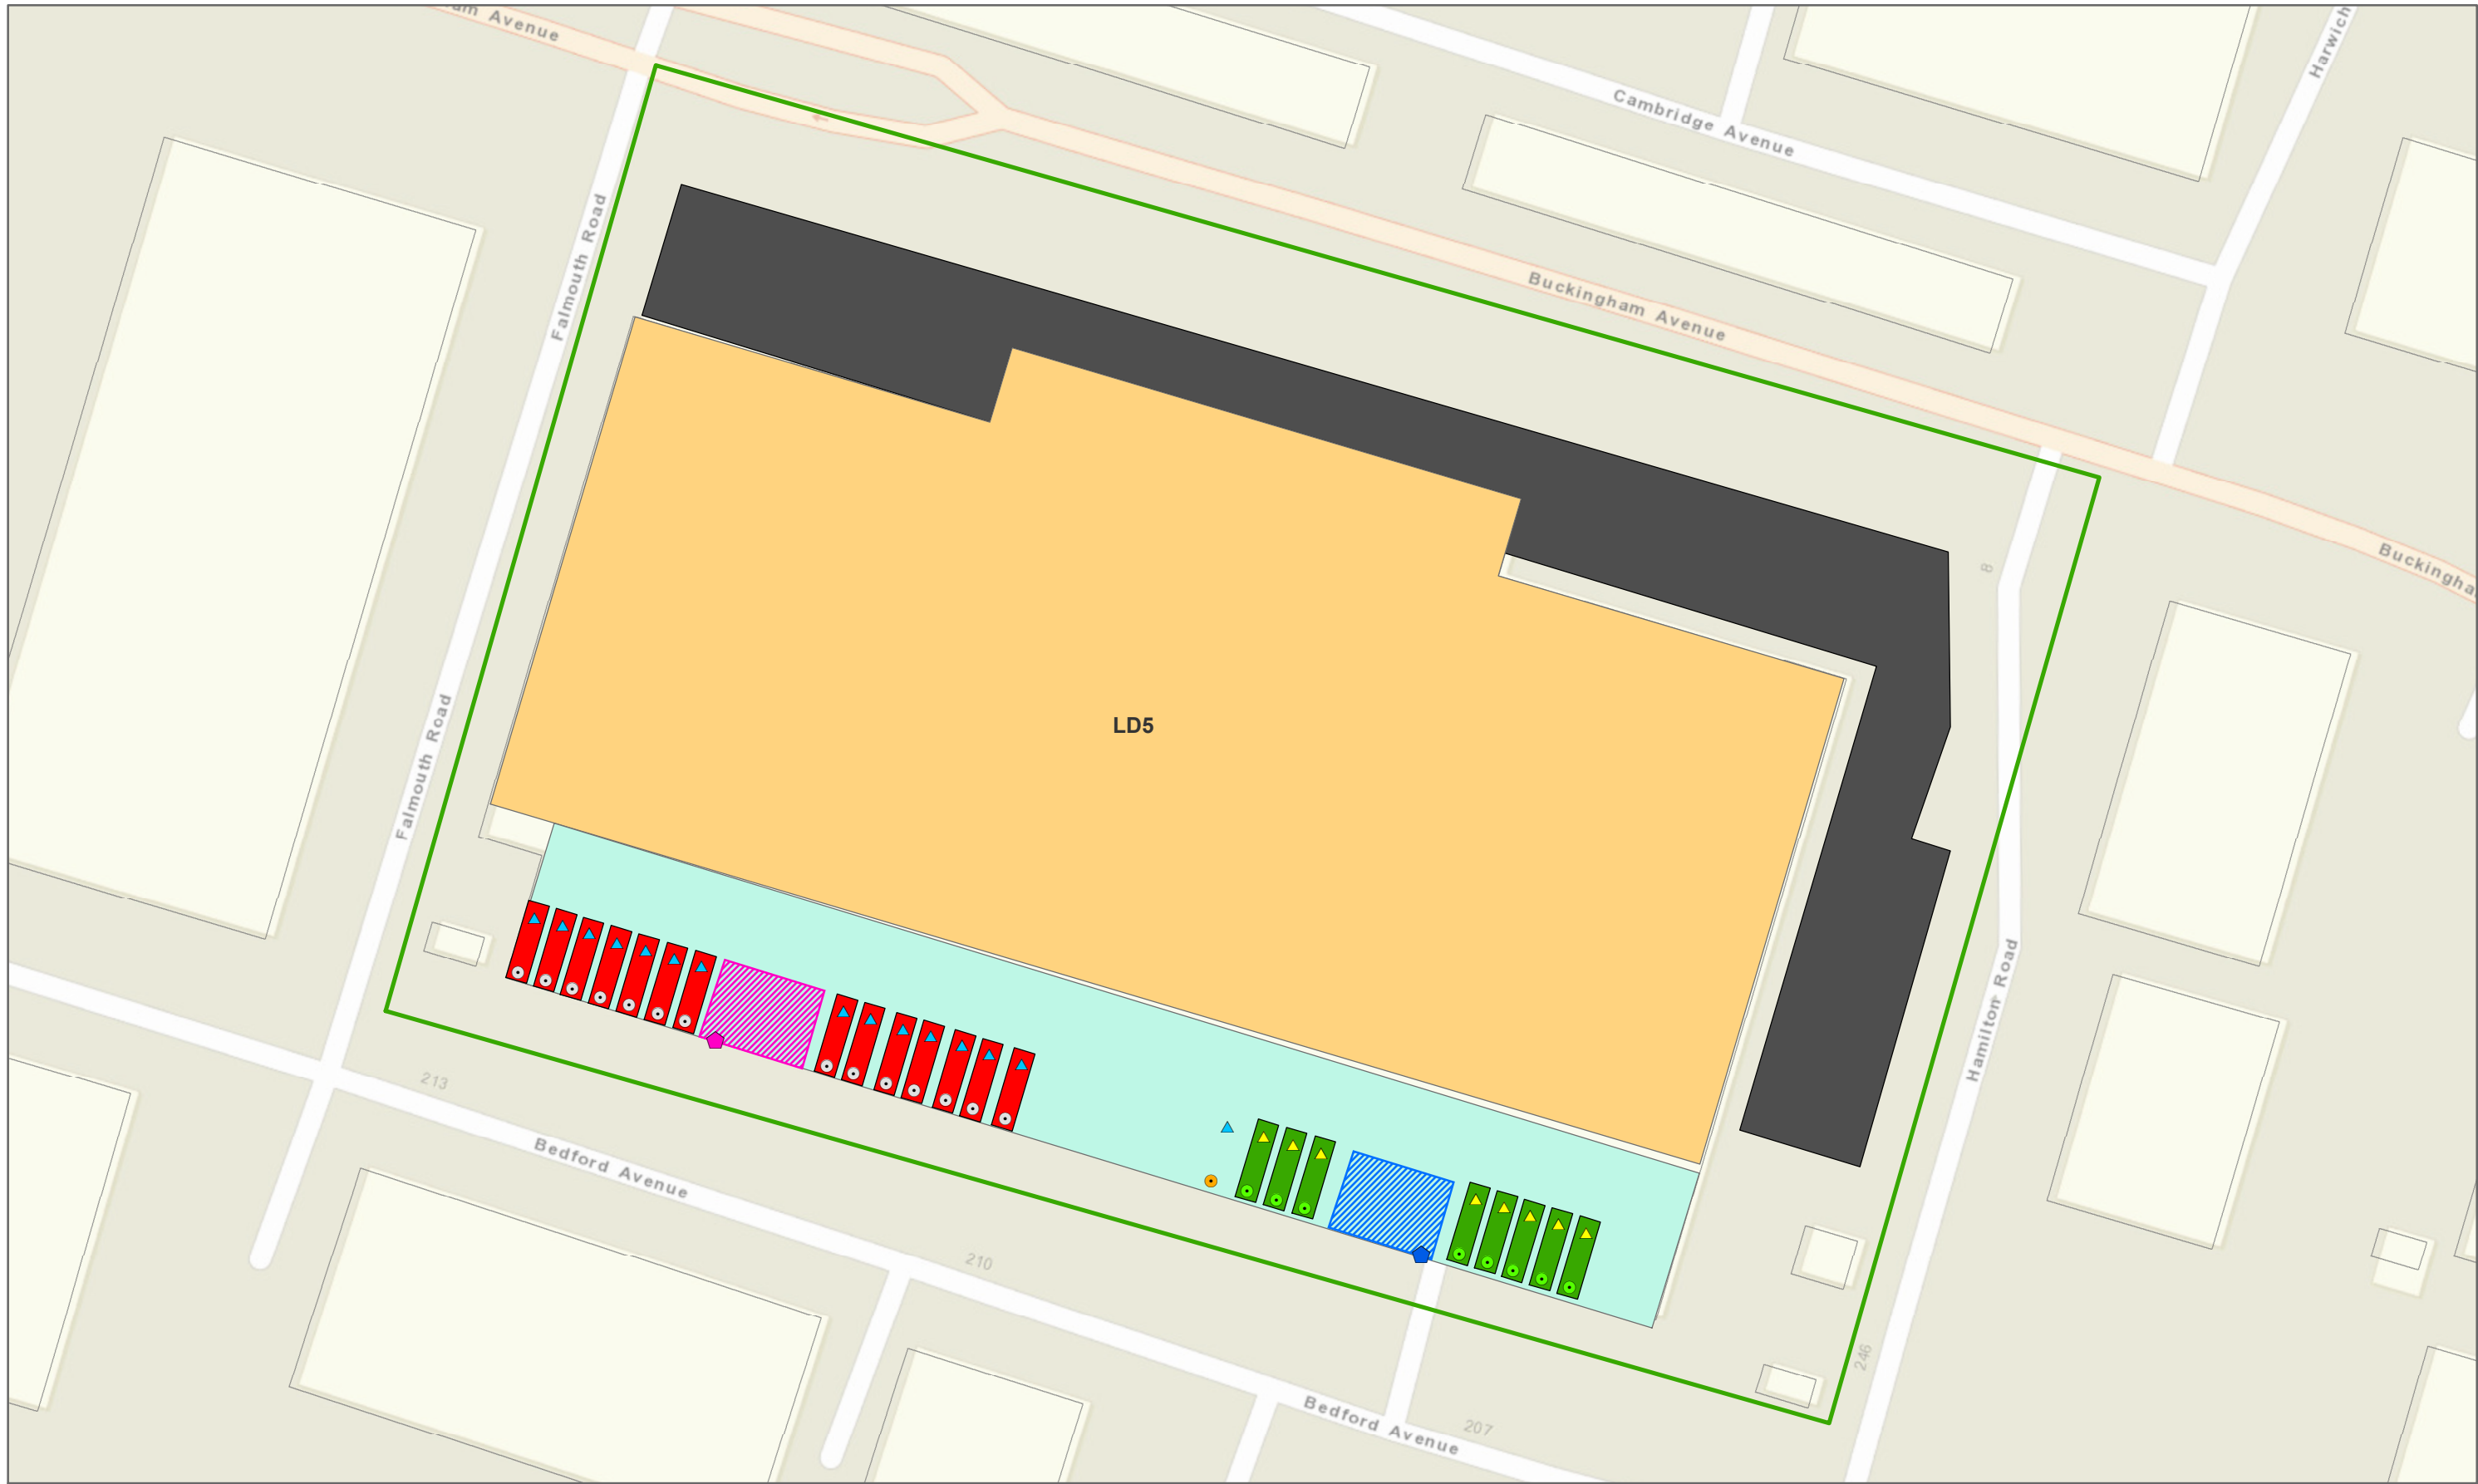 am Avenue
Harwich
Cambridge Avenue
Falmouth Road
Buckingham Avenue
Buckingha
8
LD5
Falmouth Road
Hamilton Road
213
Bedford Avenue
210
246
Bedford Avenue
207